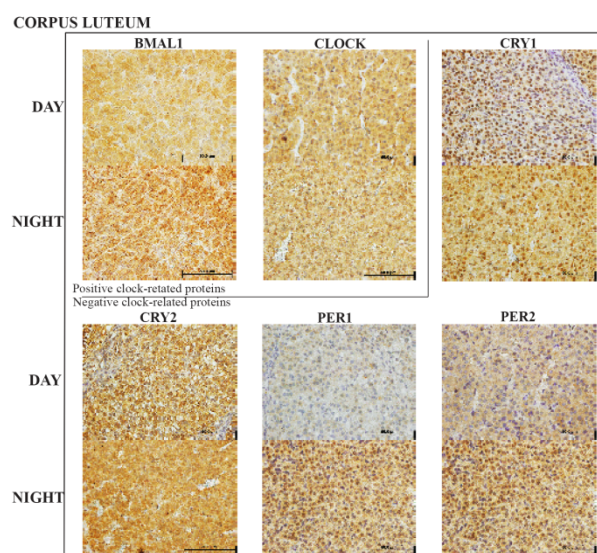 CORPUS LUTEUM
BMAL1 CLOCK CRY1
DAY
NIGHT
Positive clock-retated proteins
Negative clock-related proteins
CRY2 PER1 PER2
DAY
NIGHT